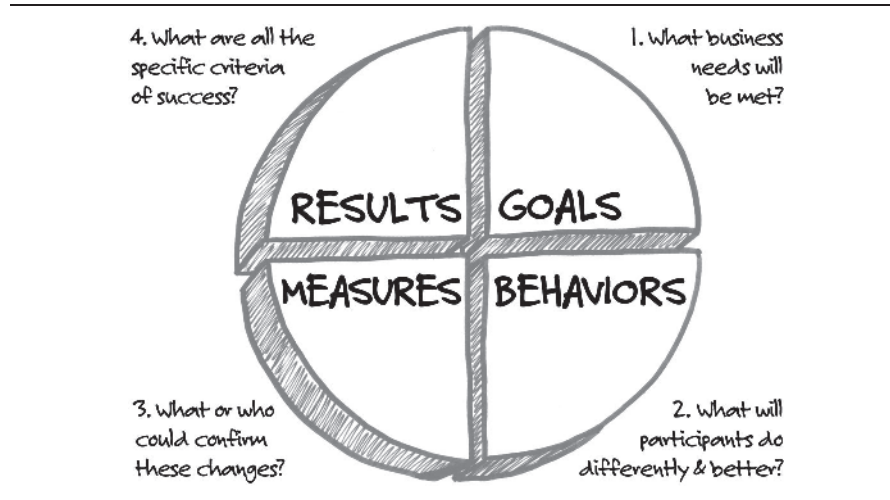 4. What are all the
specific criteria
of success?
1. What business
needs will
be met?
RESULTS
GOALS
MEASURES
BEHAVIORS
3. What or who
could confirm
these changes?
2. What will
participants do
differently & better?